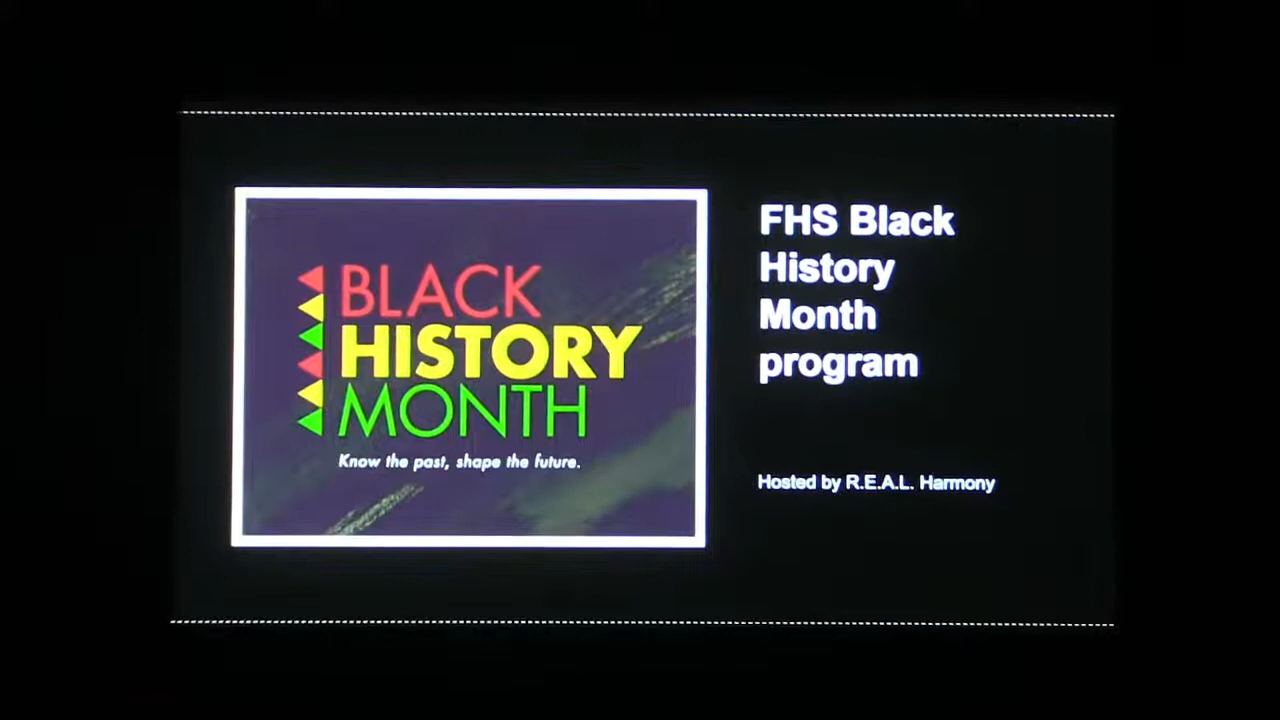 BLACK
HISTORY
MONTH
Know the past, shape the future.
FHS Black
History
Month
program
Hosted by R.E.A.L. Harmony